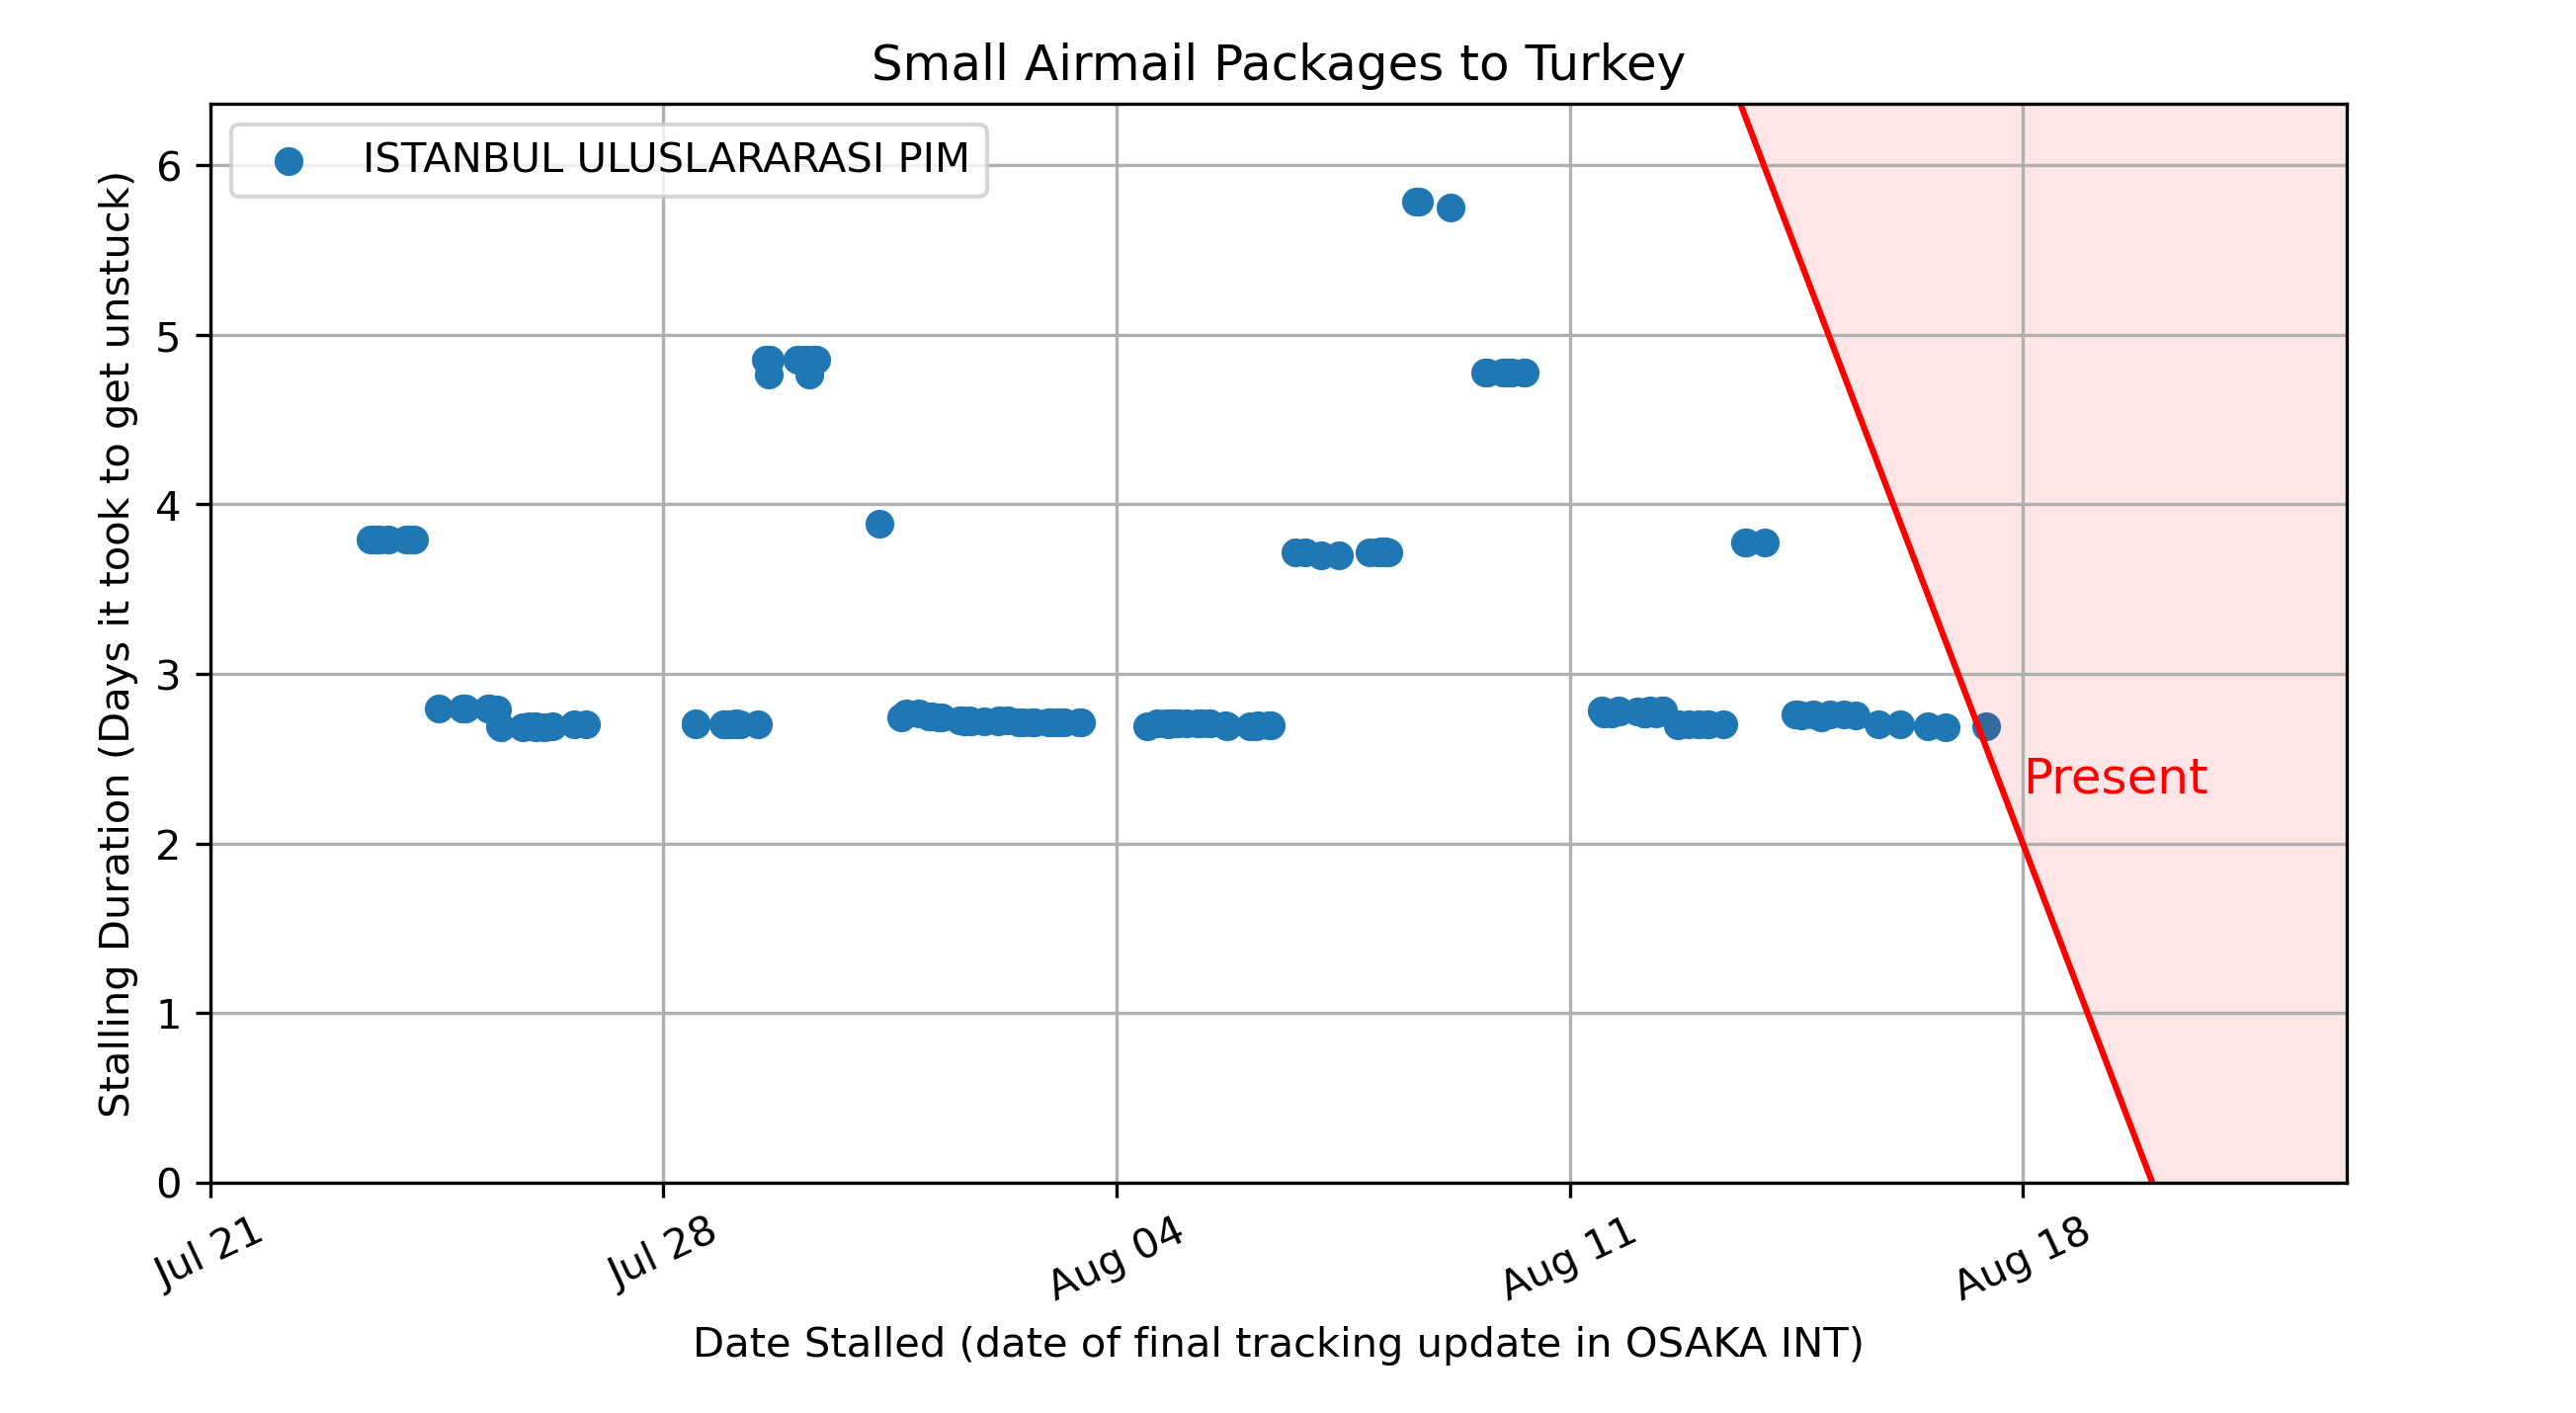 Small Airmail Packages to Turkey
ISTANBUL ULUSLARARASI PIM
Stalling Duration (Days it took to get unstuck)
6
5
4
3
2
1
0
Present
Jul 21
Jul 28
Aug 04
Aug 11
Aug 18
Date Stalled (date of final tracking update in OSAKA INT)